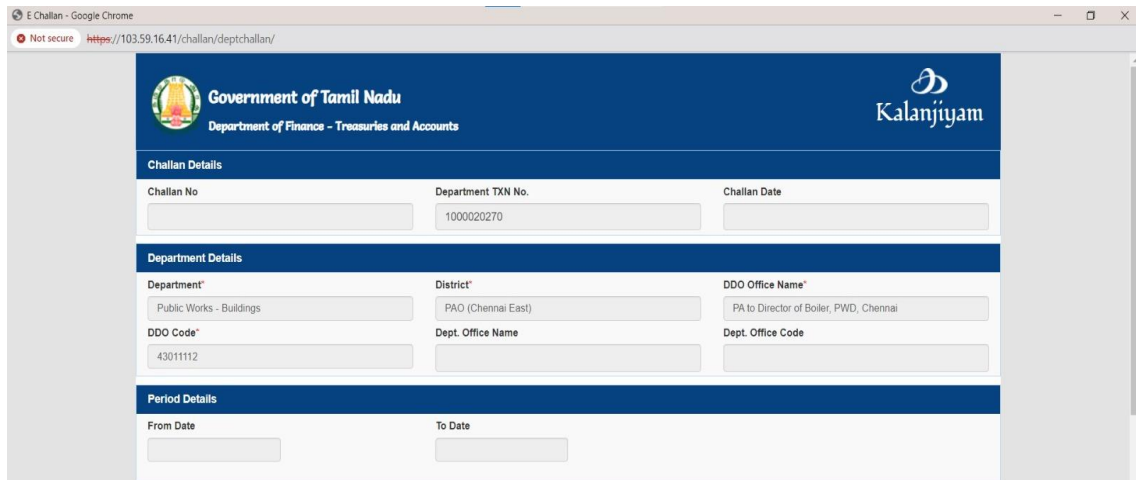 E Challan - Google Chrome
Not secure https://103.59.16.41/challan/deptchallan/
Government of Tamil Nadu
Department of Finance - Treasuries and Accounts
Kalanjiyam
Challan Details
Challan No Department TXN No. Challan Date
1000020270
Department Details
Department* District* DDO Office Name*
Public Works - Buildings PAO (Chennai East) PA to Director of Boiler, PWD, Chennai
DDO Code* Dept. Office Name Dept. Office Code
43011112
Period Details
From Date To Date